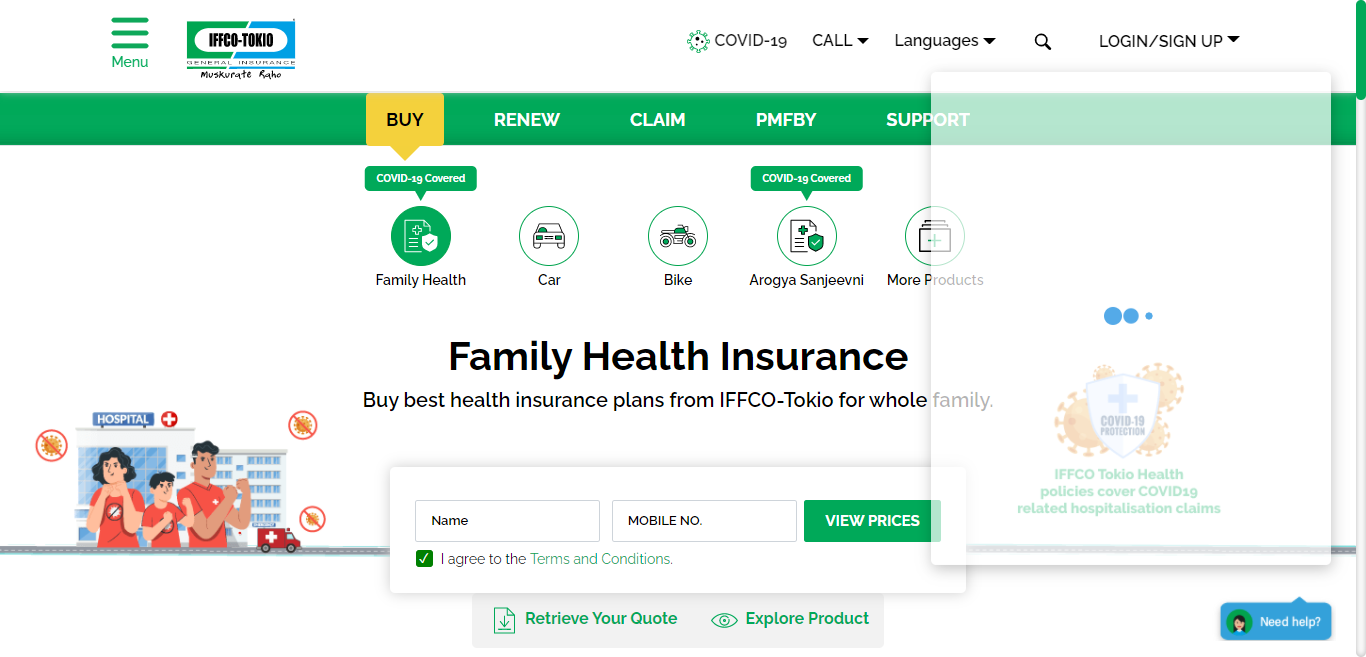 Menu
IFFCO-TOKIO
GENERAL INSURANCE
Muskurate Raho
COVID-19
CALL
Languages
LOGIN/SIGN UP
BUY
RENEW
CLAIM
PMFBY
SUPPORT
COVID-19 Covered
COVID-19 Covered
Family Health
Car
Bike
Arogya Sanjeevni
More Products
Family Health Insurance
Buy best health insurance plans from IFFCO-Tokio for whole family.
HOSPITAL
COVID-19
PROTECTION
IFFCO Tokio Health
policies cover COVID19
related hospitalisation claims
Name
MOBILE NO.
VIEW PRICES
I agree to the Terms and Conditions.
Retrieve Your Quote
Explore Product
Need help?